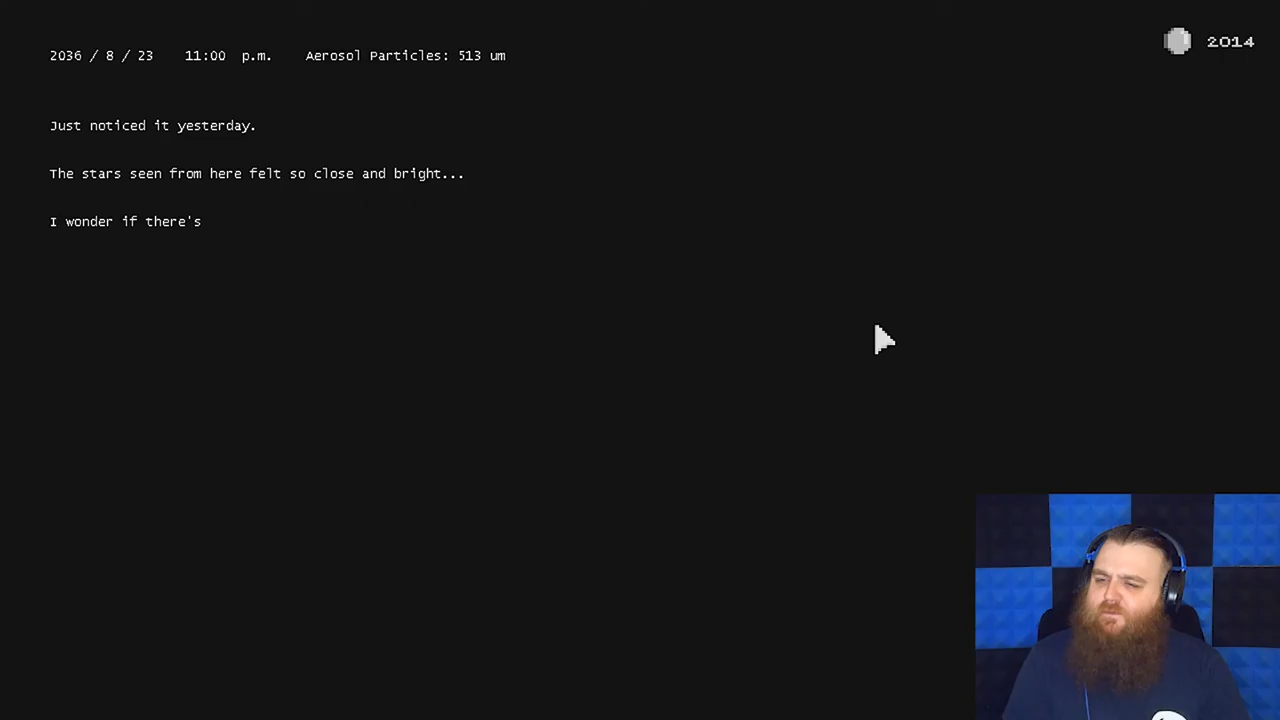 2036 / 8 / 23 11:00 p.m. Aerosol Particles: 513 um
2014
Just noticed it yesterday.
The stars seen from here felt so close and bright...
I wonder if there's